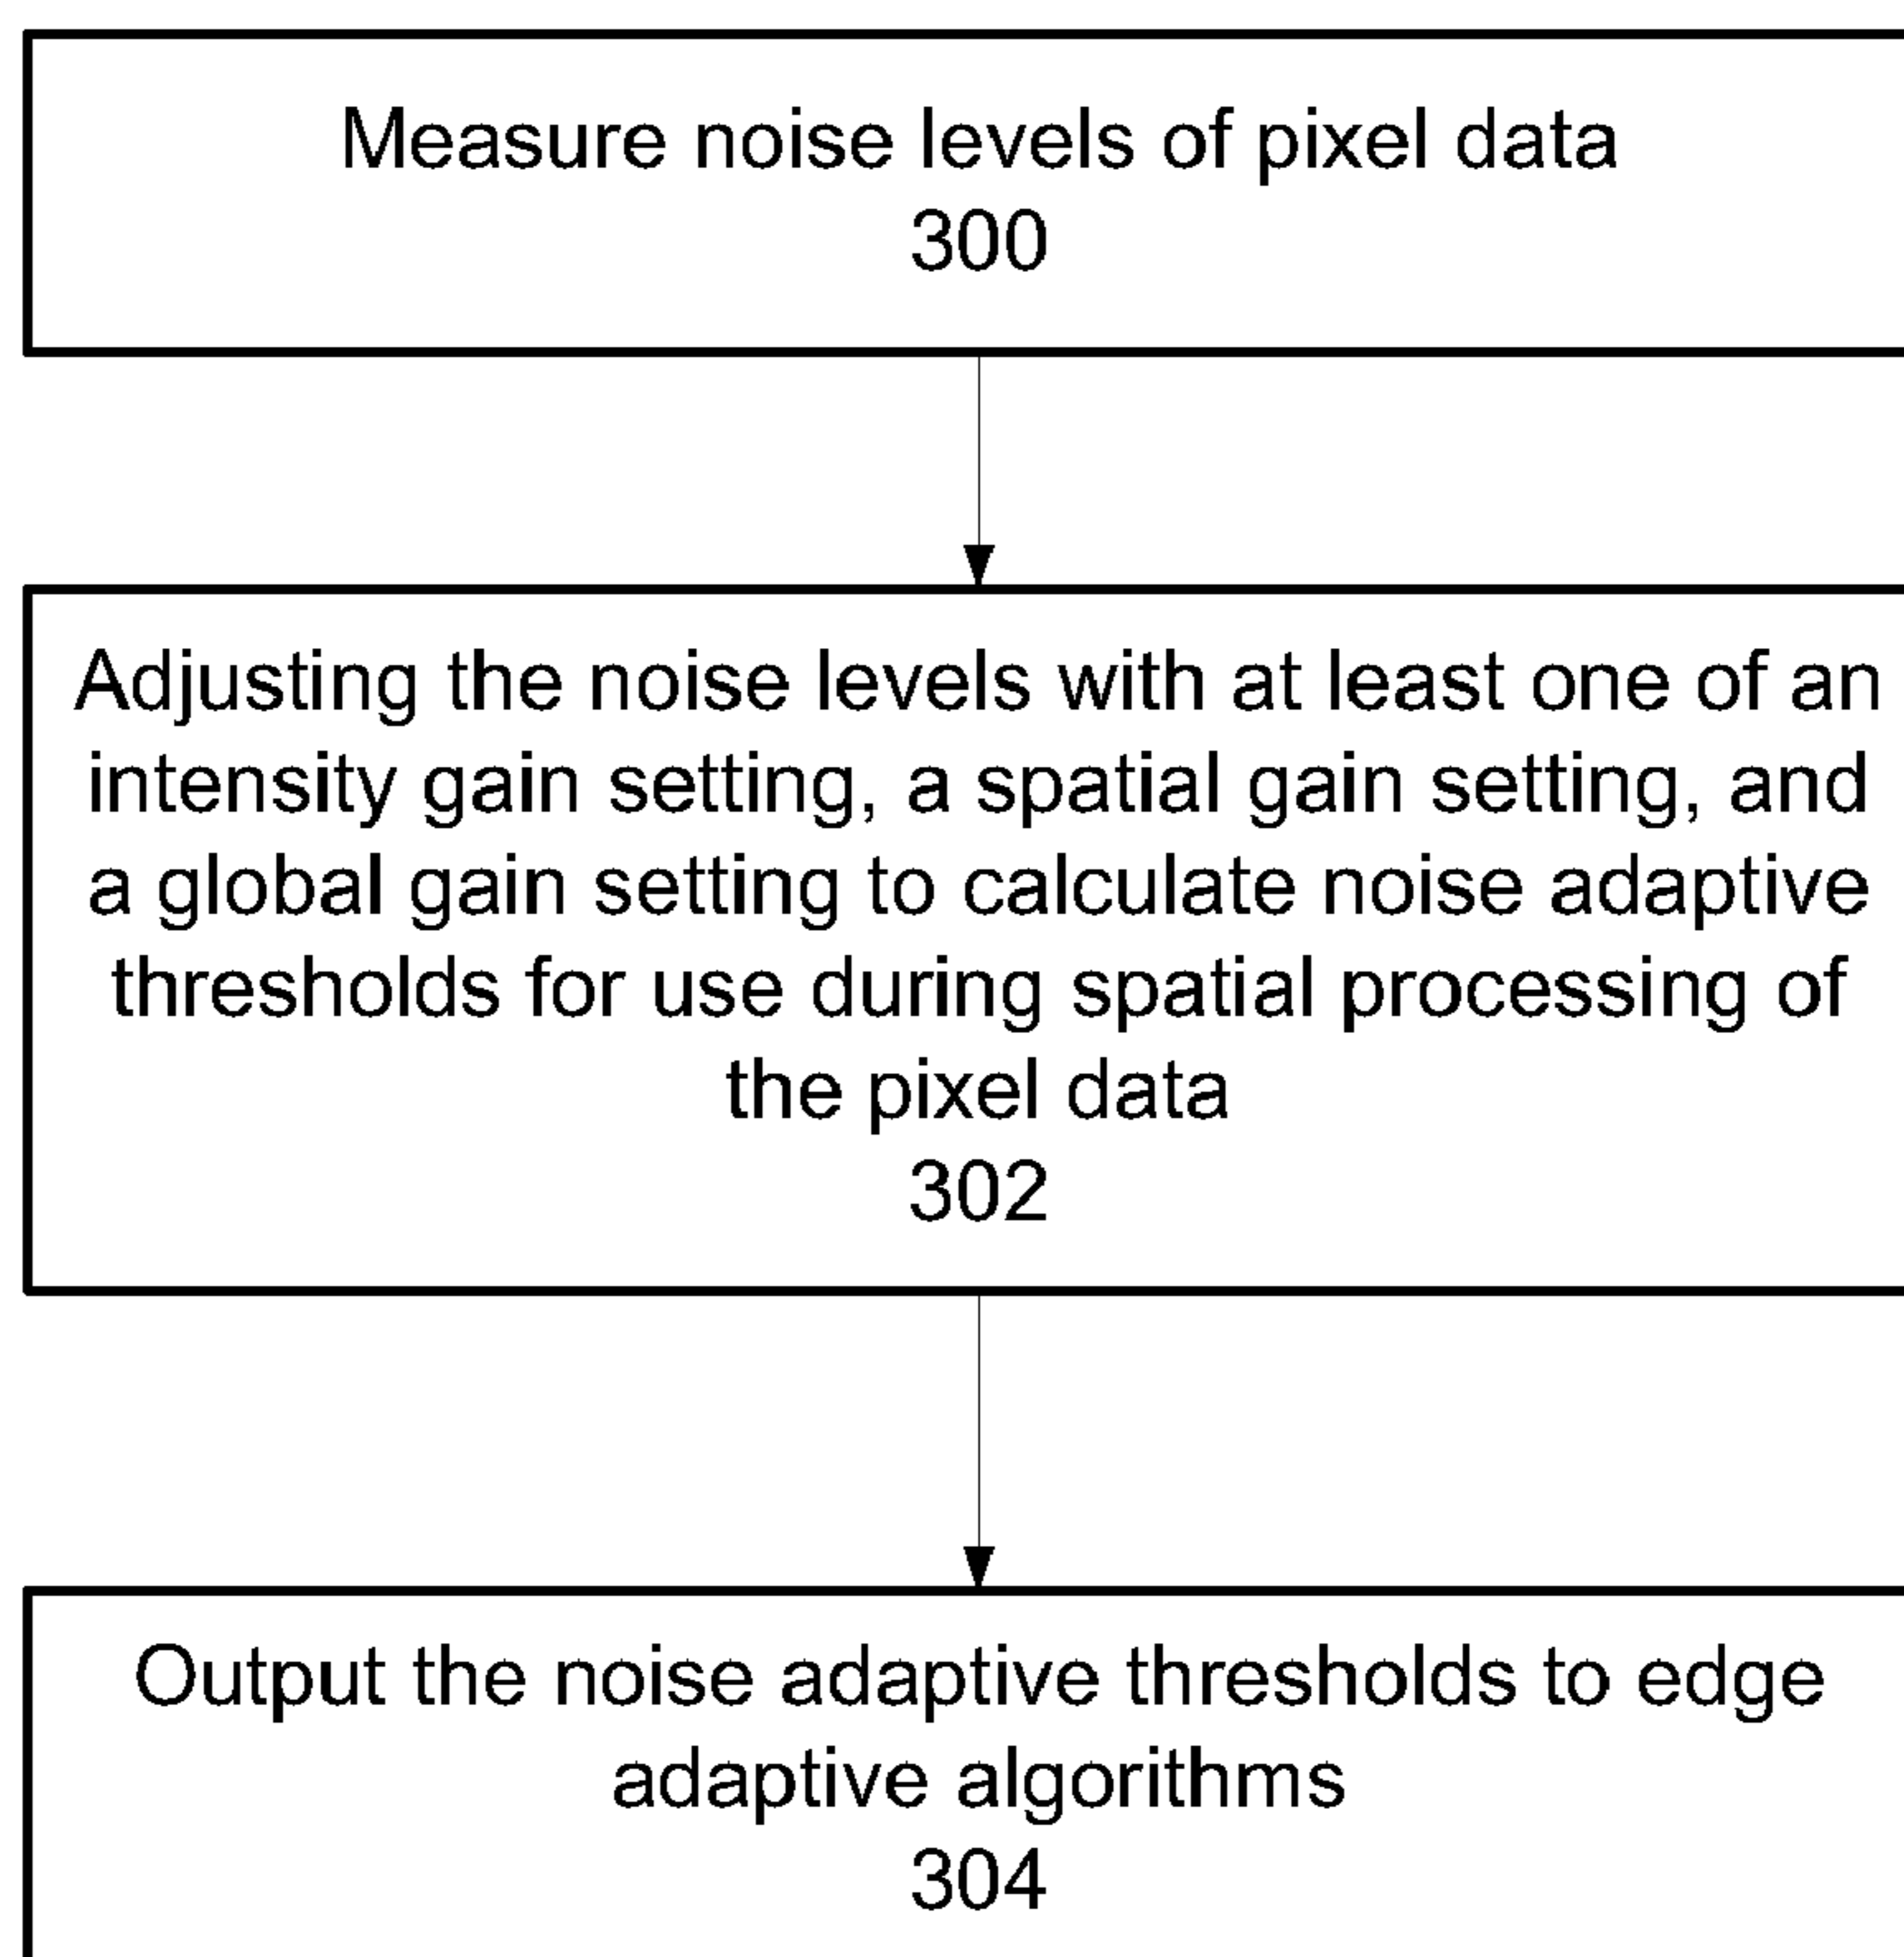 Measure noise levels of pixel data
300
Adjusting the noise levels with at least one of an
intensity gain setting, a spatial gain setting, and
a global gain setting to calculate noise adaptive
thresholds for use during spatial processing of
the pixel data
302
Output the noise adaptive thresholds to edge
adaptive algorithms
304